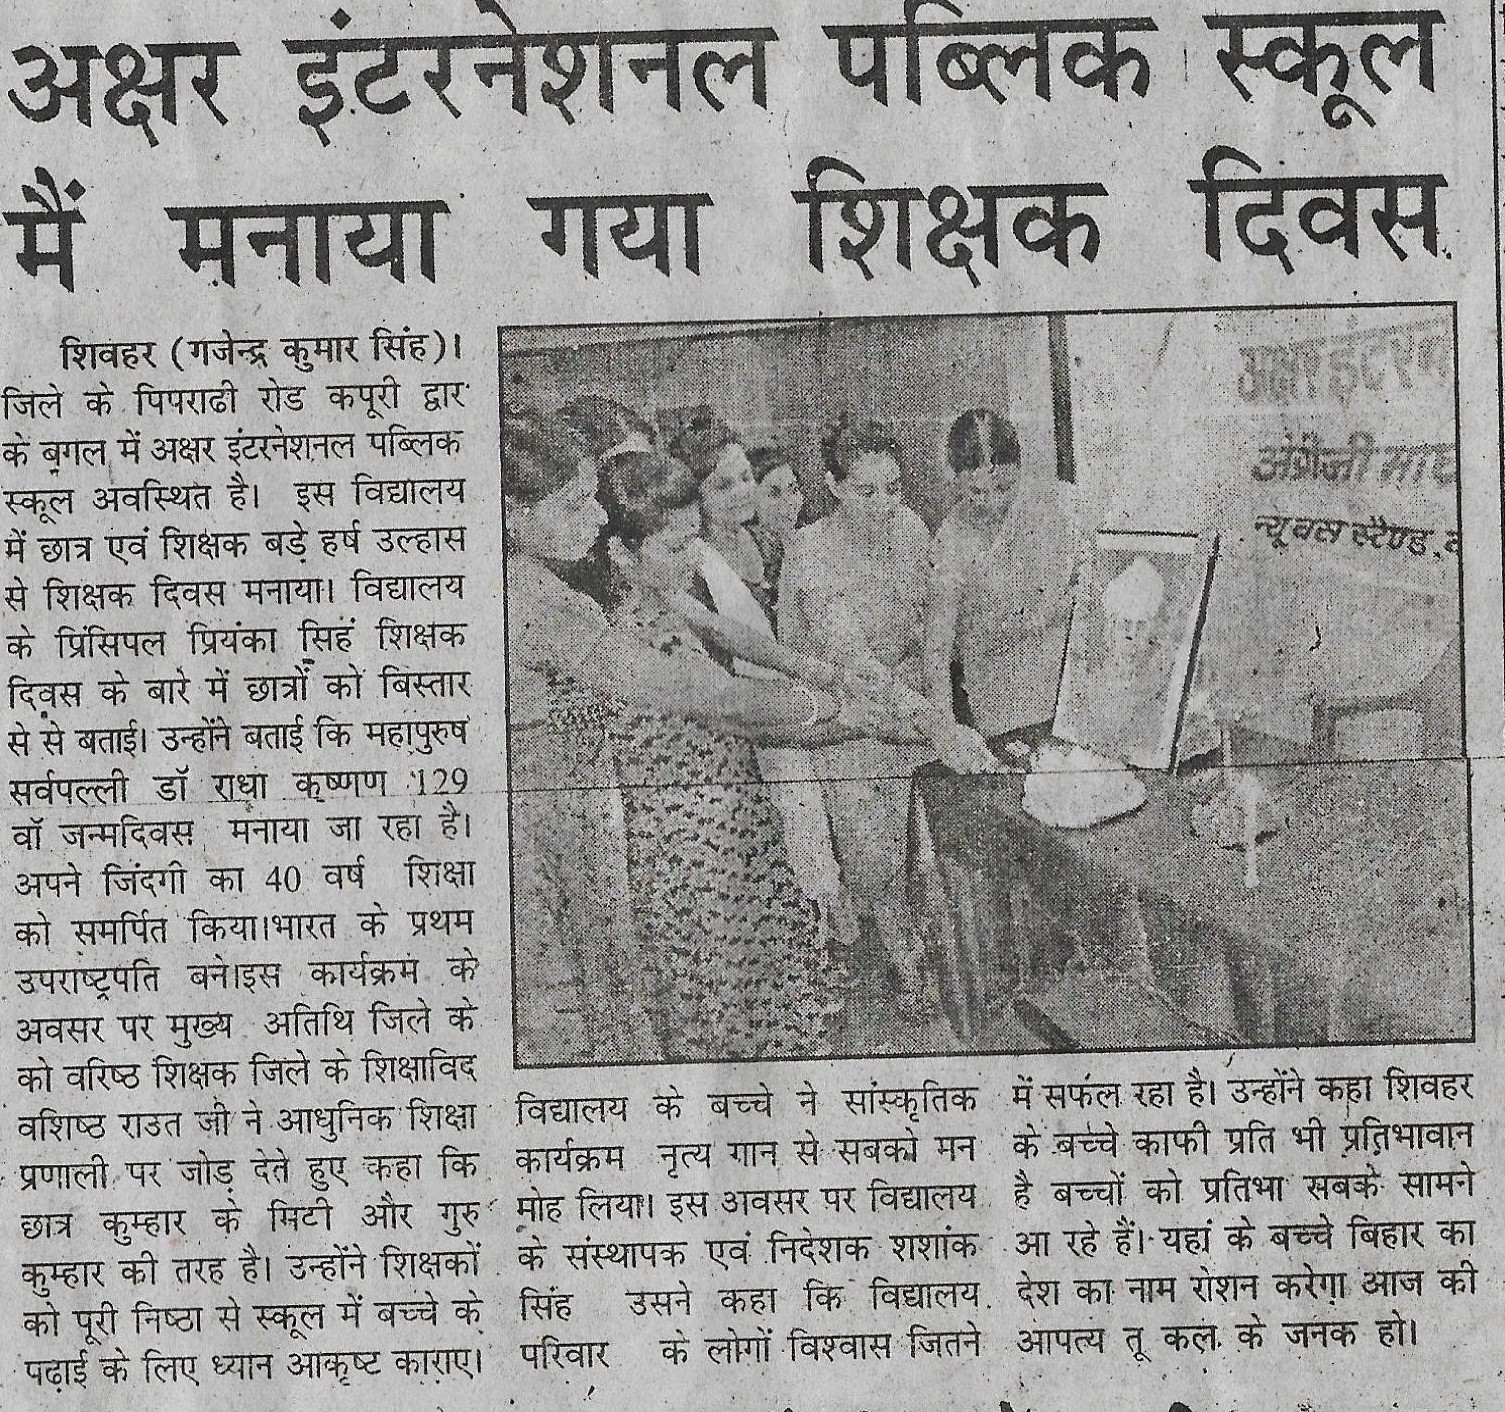 अक्षर इंटरनेशनल पब्लिक स्कूल
मैं मनाया गया शिक्षक दिवस
शिवहर (गजेन्द्र कुमार सिंह)।
जिले के पिपराढी रोड कपूरी द्वार
के बगल में अक्षर इंटरनेशनल पब्लिक
स्कूल अवस्थित है। इस विद्यालय
में छात्र एवं शिक्षक बड़े हर्ष उल्हास
से शिक्षक दिवस मनाया। विद्यालय
के प्रिंसिपल प्रियंका सिहं शिक्षक
दिवस के बारे में छात्रों को बिस्तार
से से बताई। उन्होंने बताई कि महापुरुष
सर्वपल्ली डॉ राधा कृष्णण 129
वॉ जन्मदिवस मनाया जा रहा है।
अपने जिंदगी का 40 वर्ष शिक्षा
को समर्पित किया।भारत के प्रथम
उपराष्ट्रपति बने।इस कार्यक्रम के
अवसर पर मुख्य अतिथि जिले के
को वरिष्ठ शिक्षक जिले के शिक्षाविद
वशिष्ठ राउत जी ने आधुनिक शिक्षा
प्रणाली पर जोड़ देते हुए कहा कि
छात्र कुम्हार के मिटी और गुरु
कुम्हार की तरह है। उन्होंने शिक्षकों
को पूरी निष्ठा से स्कूल में बच्चे के
पढ़ाई के लिए ध्यान आकृष्ट काराए।
अक्षर इंटरन
अंग्रेजी माध
न्यू बस स्टैण्ड,
विद्यालय के बच्चे ने सांस्कृतिक
कार्यक्रम नृत्य गान से सबको मन
मोह लिया। इस अवसर पर विद्यालय
के संस्थापक एवं निदेशक शशांक
सिंह उसने कहा कि विद्यालय
परिवार के लोगों विश्वास जितने
में सफल रहा है। उन्होंने कहा शिवहर
के बच्चे काफी प्रति भी प्रतिभावान
है बच्चों को प्रतिभा सबके सामने
आ रहे हैं। यहां के बच्चे बिहार का
देश का नाम रोशन करेगा आज की
आपत्य तू कल के जनक हो।